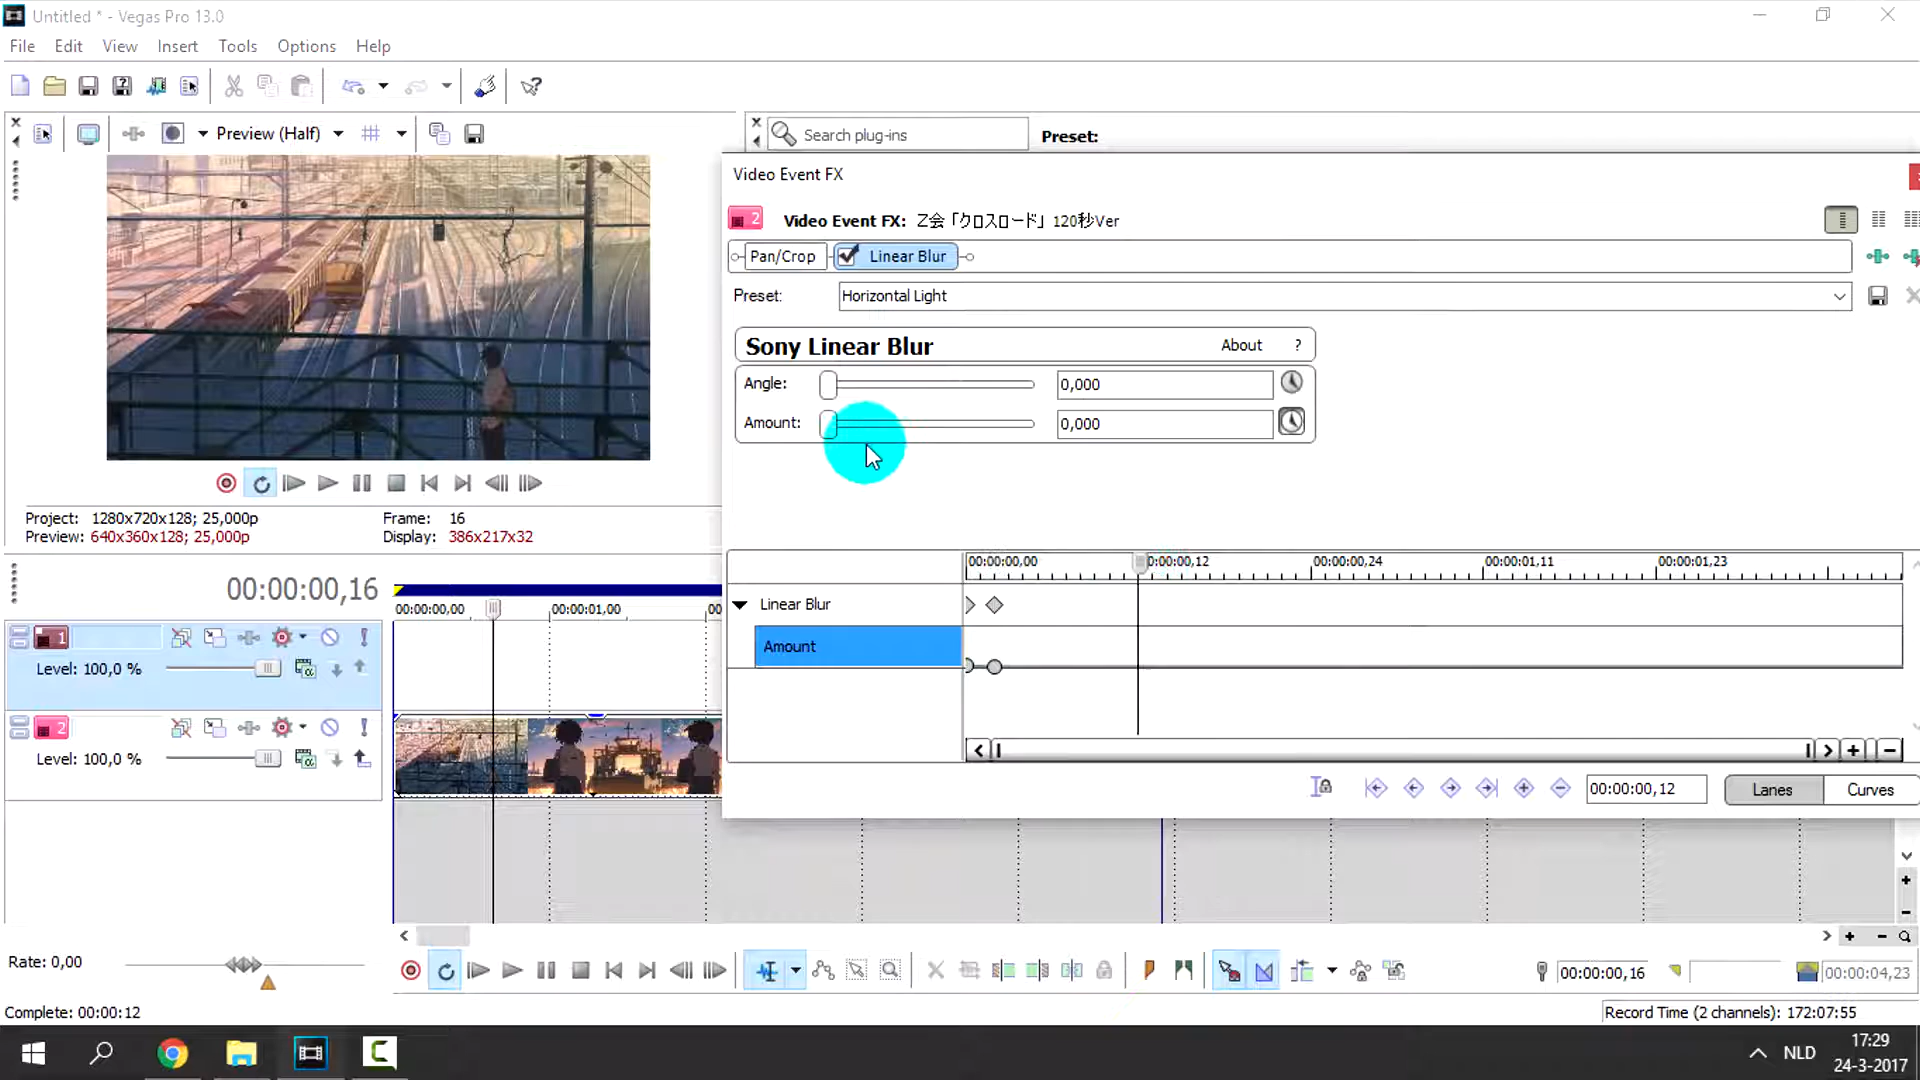 Untitled * - Vegas Pro 13.0
File Edit View Insert Tools Options Help
Preview (Half)
Search plug-ins
Preset:
Video Event FX
2 Video Event FX: Z会「クロスロード」120秒Ver
Pan/Crop Linear Blur
Preset: Horizontal Light
Sony Linear Blur About ?
Angle: 0,000
Amount: 0,000
Project: 1280x720x128; 25,000p Frame: 16
Preview: 640x360x128; 25,000p Display: 386x217x32
00:00:00,00 0:00:00,12 00:00:00,24 00:00:01,11 00:00:01,23
Linear Blur
Amount
00:00:00,12 Lanes Curves
00:00:00,16
00:00:00,00 00:00:01,00 00
1
Level: 100,0 %
2
Level: 100,0 %
Rate: 0,00
00:00:00,16 00:00:04,23
Complete: 00:00:12
Record Time (2 channels): 172:07:55
NLD
17:29
24-3-2017